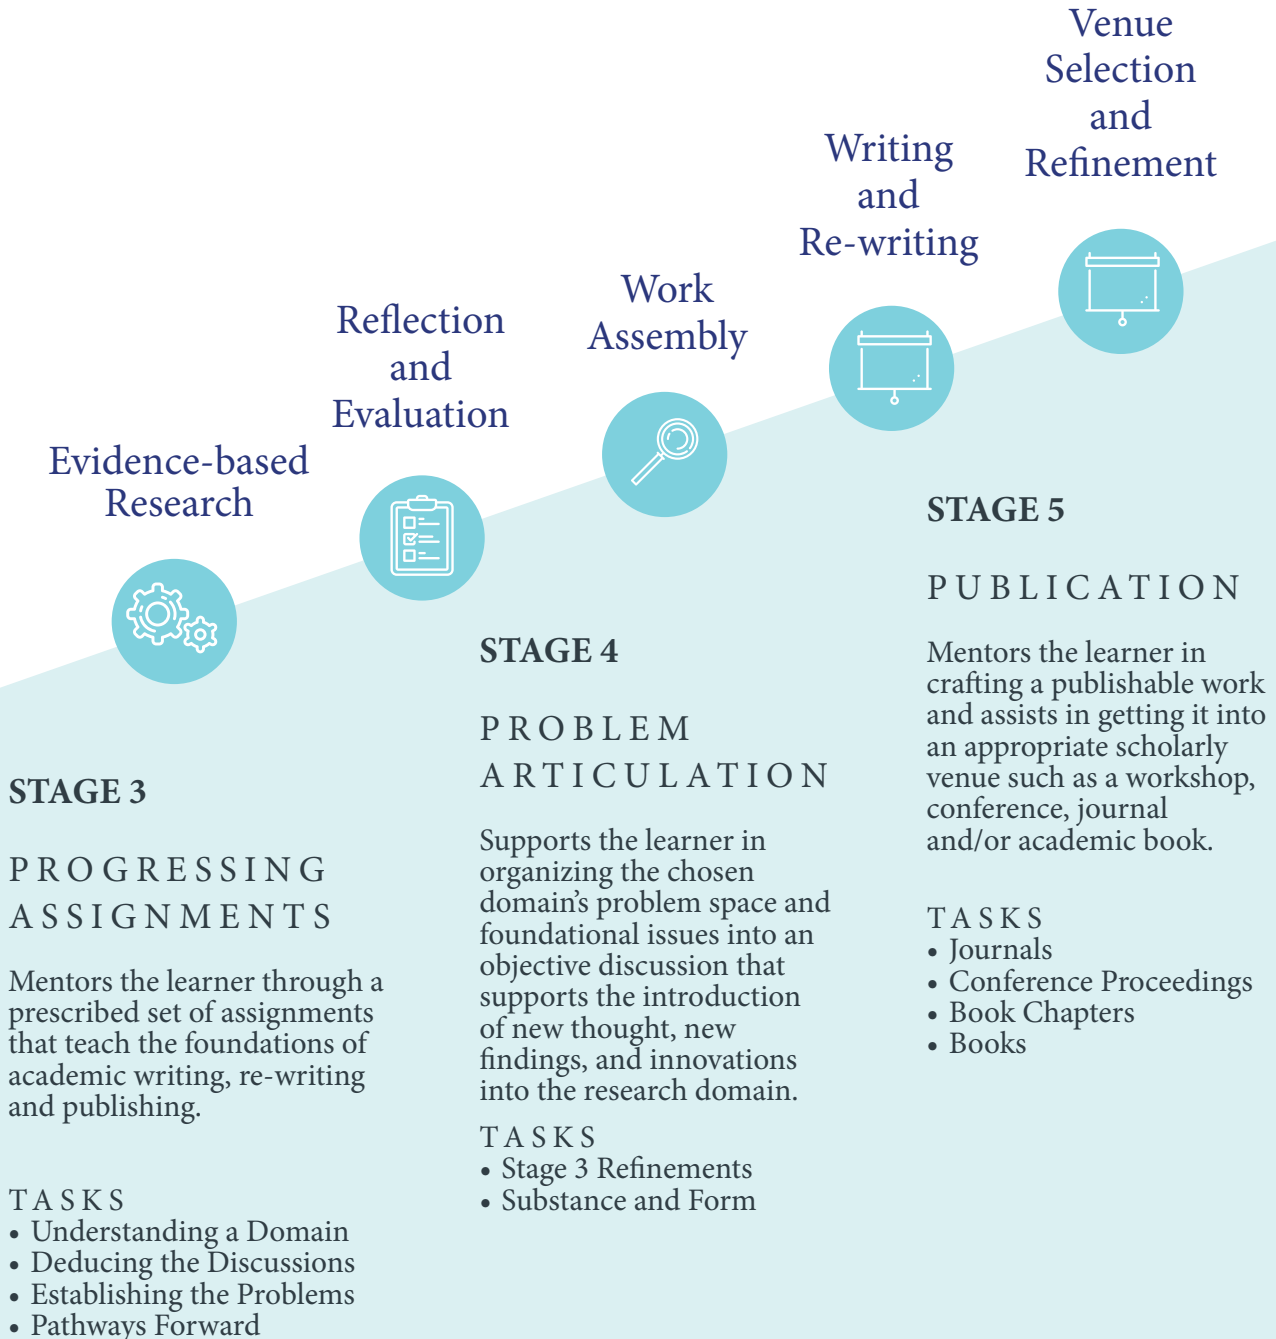 Evidence-based
Research
Reflection
and
Evaluation
Work
Assembly
Writing
and
Re-writing
Venue
Selection
and
Refinement
STAGE 3
PROGRESSING
ASSIGNMENTS
Mentors the learner through a
prescribed set of assignments
that teach the foundations of
academic writing, re-writing
and publishing.
TASKS
• Understanding a Domain
• Deducing the Discussions
• Establishing the Problems
• Pathways Forward
STAGE 4
PROBLEM
ARTICULATION
Supports the learner in
organizing the chosen
domain’s problem space and
foundational issues into an
objective discussion that
supports the introduction
of new thought, new
findings, and innovations
into the research domain.
TASKS
• Stage 3 Refinements
• Substance and Form
STAGE 5
PUBLICATION
Mentors the learner in
crafting a publishable work
and assists in getting it into
an appropriate scholarly
venue such as a workshop,
conference, journal
and/or academic book.
TASKS
• Journals
• Conference Proceedings
• Book Chapters
• Books